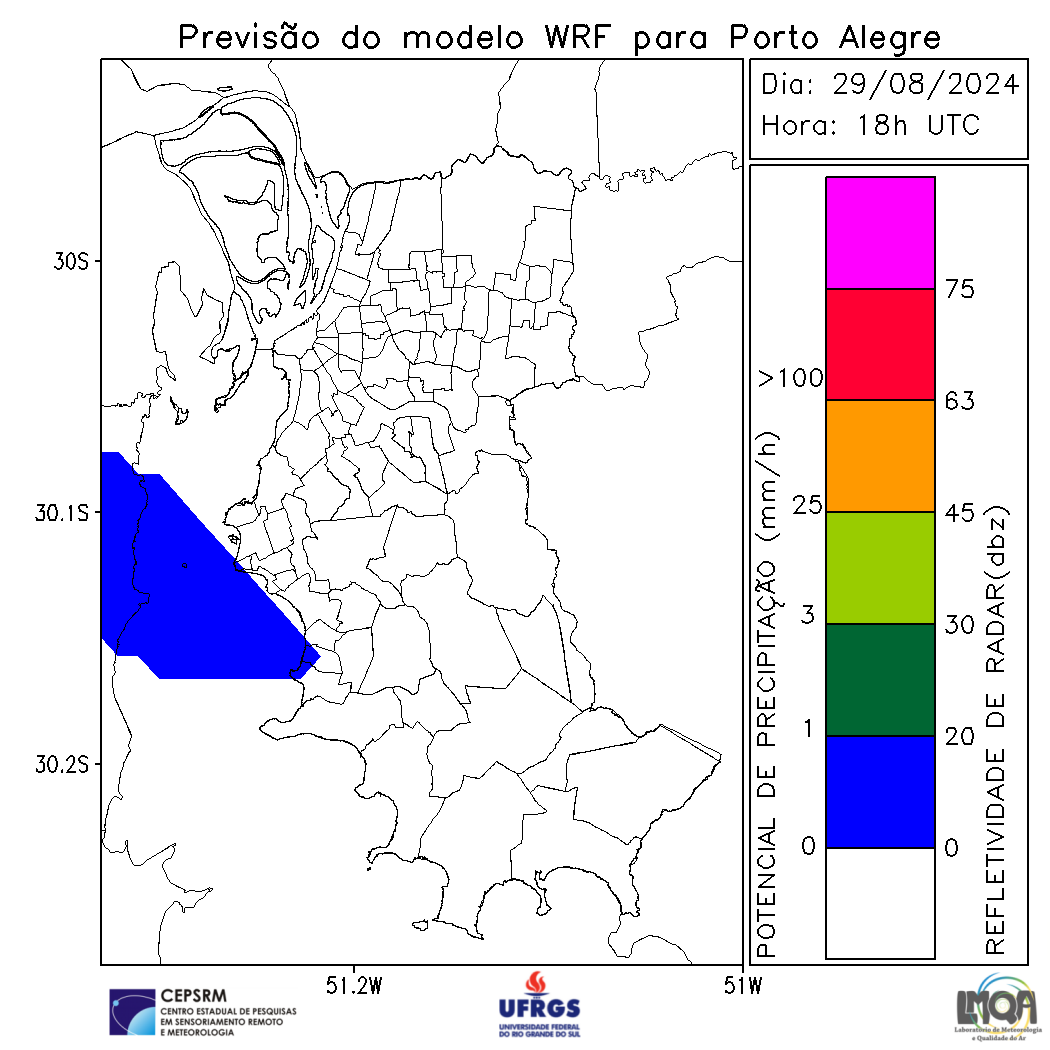 Previsão do modelo WRF para Porto Alegre
Dia: 29/08/2024
Hora: 18h UTC
30S
30.1S
30.2S
51.2W
51W
POTENCIAL DE PRECIPITAÇÃO (mm/h)
>100
25
3
1
0
75
63
45
30
20
0
REFLETIVIDADE DE RADAR(dbz)
CEPSRM
CENTRO ESTADUAL DE PESQUISAS
EM SENSORIAMENTO REMOTO
E METEOROLOGIA
UFRGS
UNIVERSIDADE FEDERAL
DO RIO GRANDE DO SUL
LMQA
Laboratório de Meteorologia
e Qualidade do Ar